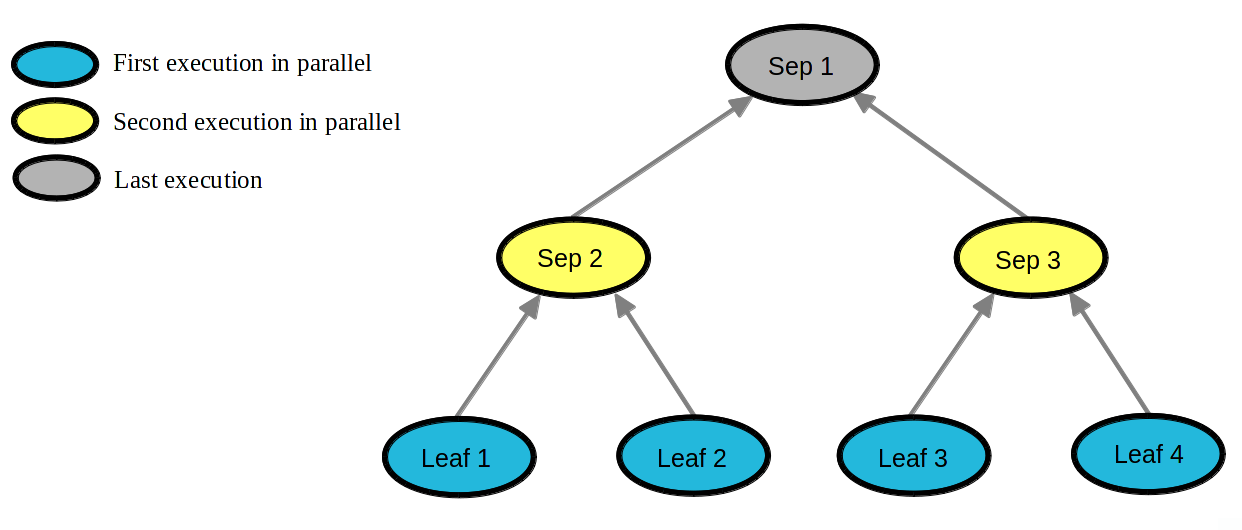 First execution in parallel
Second execution in parallel
Last execution
Sep 1
Sep 2
Sep 3
Leaf 1
Leaf 2
Leaf 3
Leaf 4